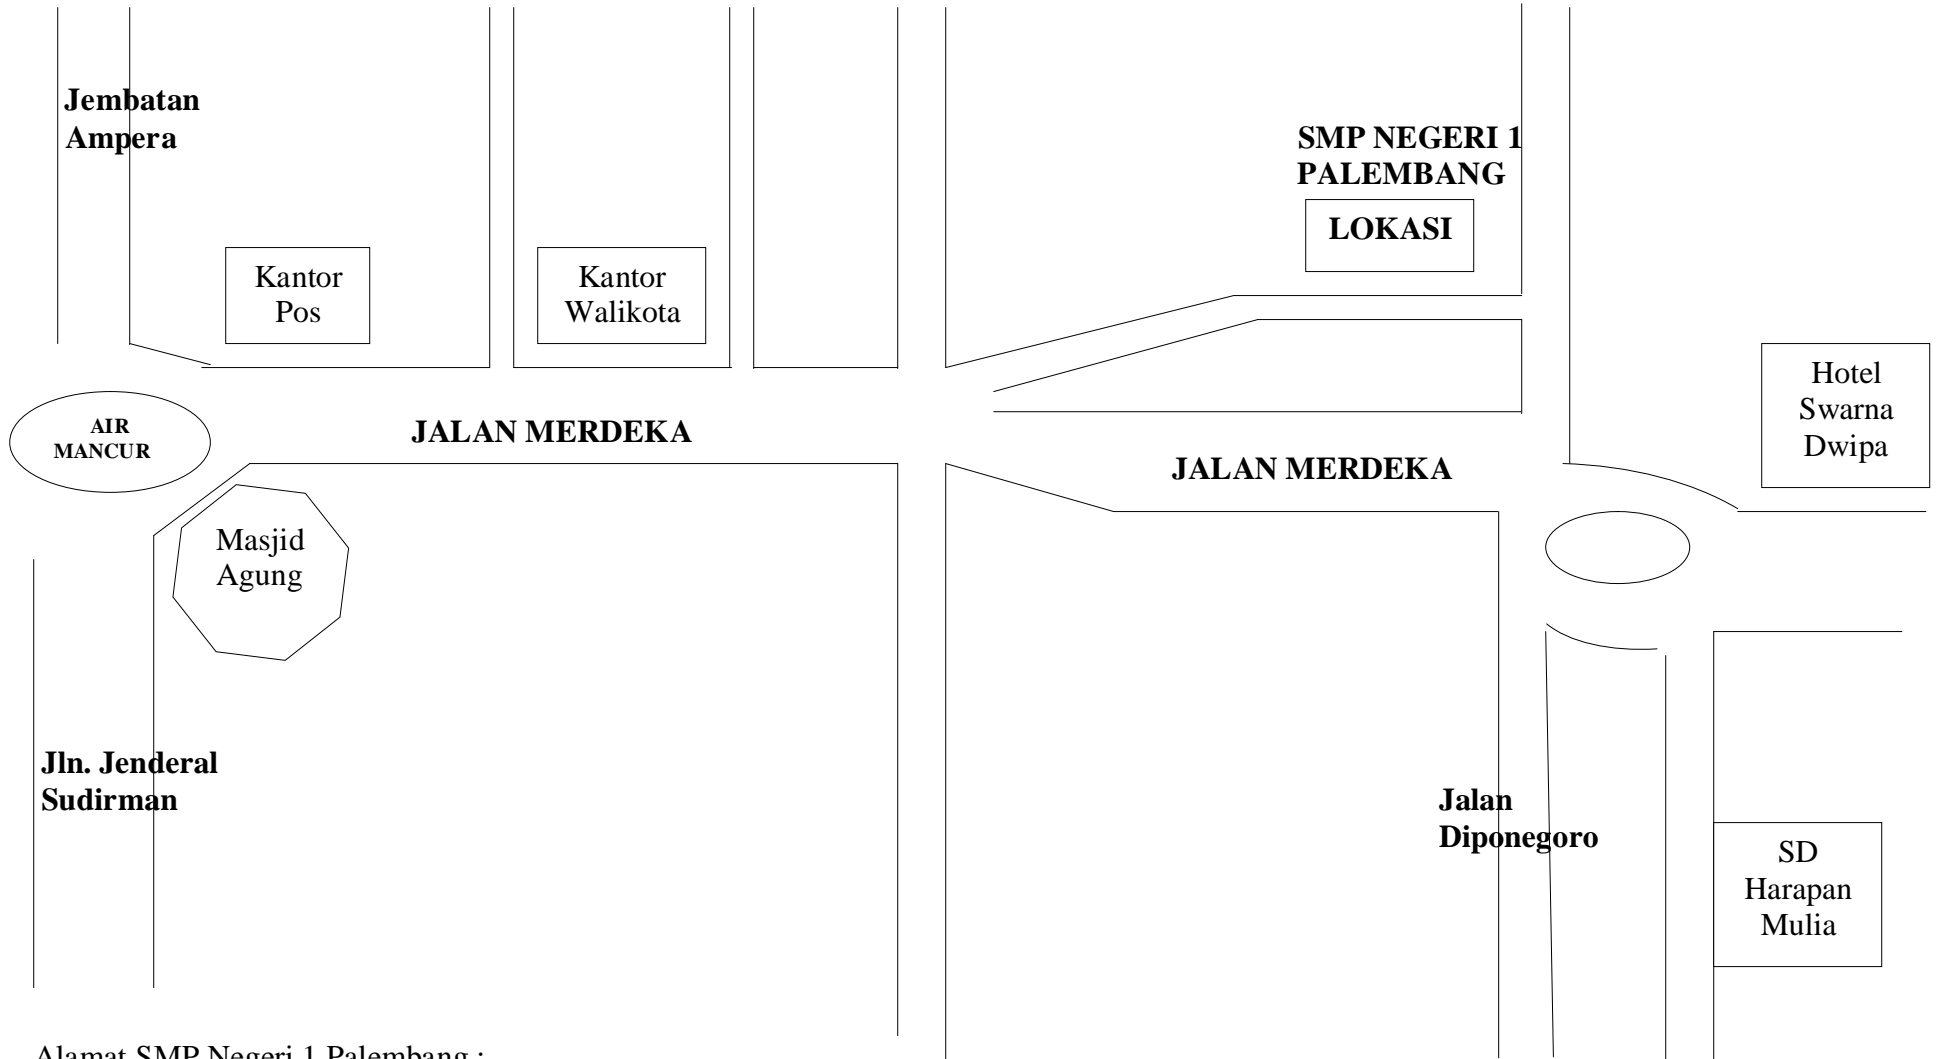 Jembatan
Ampera
SMP NEGERI 1
PALEMBANG
LOKASI
Kantor
Pos
Kantor
Walikota
Hotel
Swarna
Dwipa
AIR
MANCUR
JALAN MERDEKA
JALAN MERDEKA
Masjid
Agung
Jln. Jenderal
Sudirman
Jalan
Diponegoro
SD
Harapan
Mulia
Alamat SMP Negeri 1 Palembang :